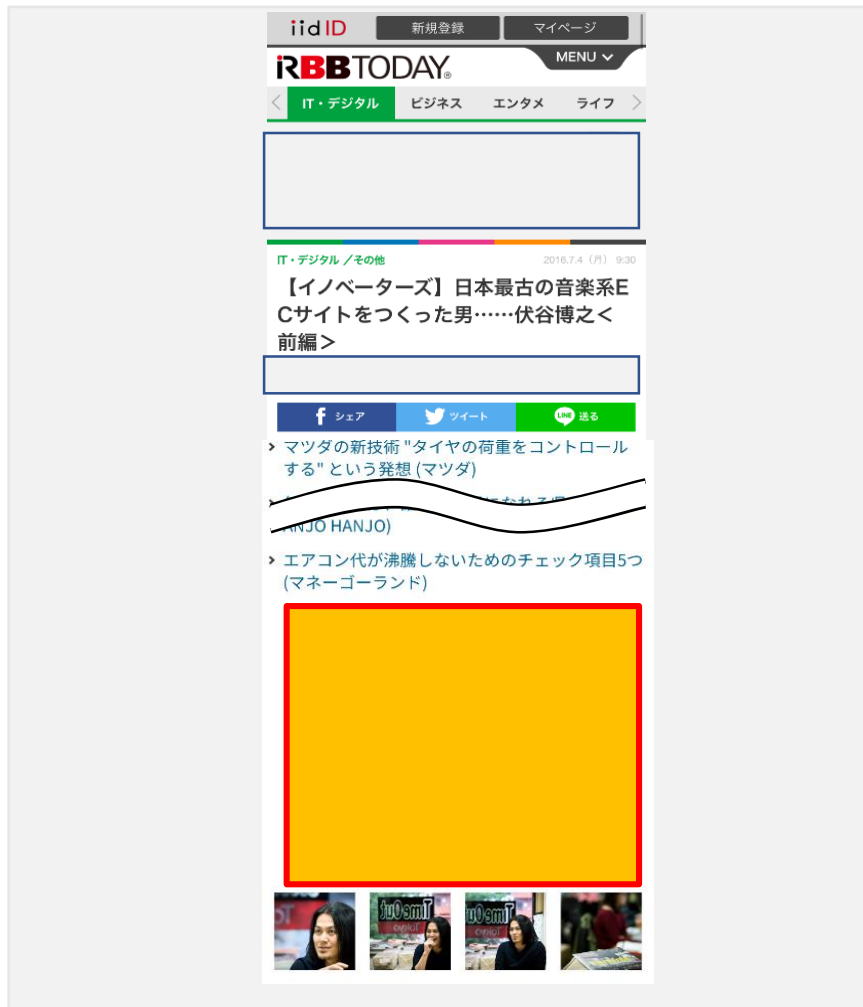 iid ID 新規登録 マイページ
RBB TODAY® MENU
IT・デジタル ビジネス エンタメ ライフ
IT・デジタル／その他 2016.7.4（月） 9:30
【イノベーターズ】日本最古の音楽系E
Cサイトをつくった男……伏谷博之＜
前編＞
シェア ツイート LINE 送る
マツダの新技術 "タイヤの荷重をコントロール
する" という発想 (マツダ)
ANJO HANJO)
エアコン代が沸騰しないためのチェック項目5つ
(マネーゴーランド)